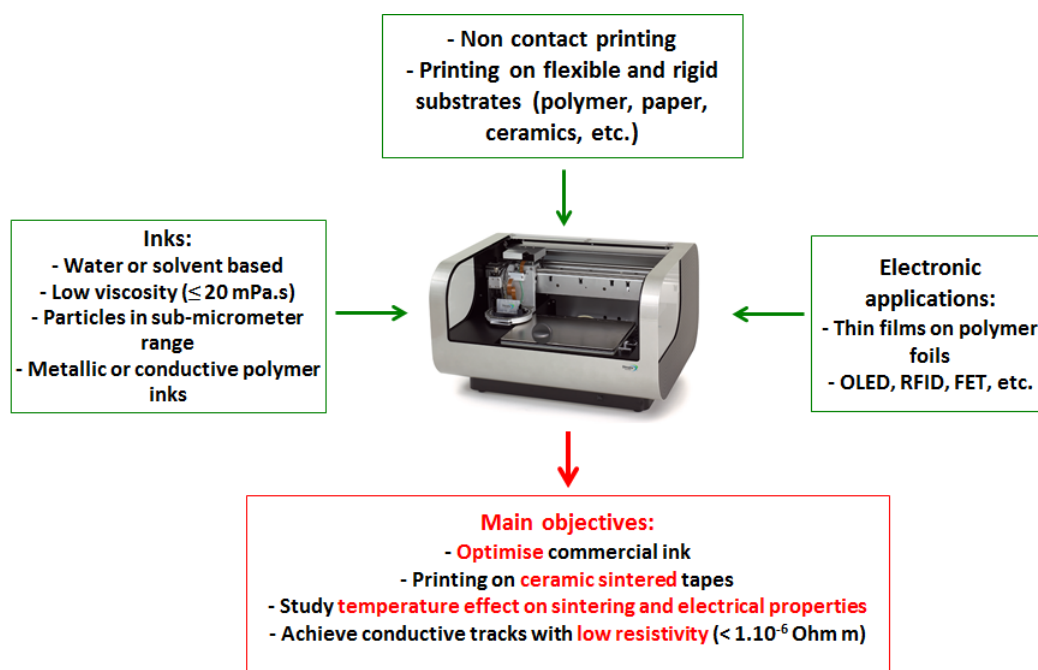 - Non contact printing
- Printing on flexible and rigid
substrates (polymer, paper,
ceramics, etc.)
Inks:
- Water or solvent based
- Low viscosity (≤ 20 mPa.s)
- Particles in sub-micrometer
range
- Metallic or conductive polymer
inks
Electronic
applications:
- Thin films on polymer
foils
- OLED, RFID, FET, etc.
Main objectives:
- Optimise commercial ink
- Printing on ceramic sintered tapes
- Study temperature effect on sintering and electrical properties
- Achieve conductive tracks with low resistivity (< 1.10⁻⁶ Ohm m)